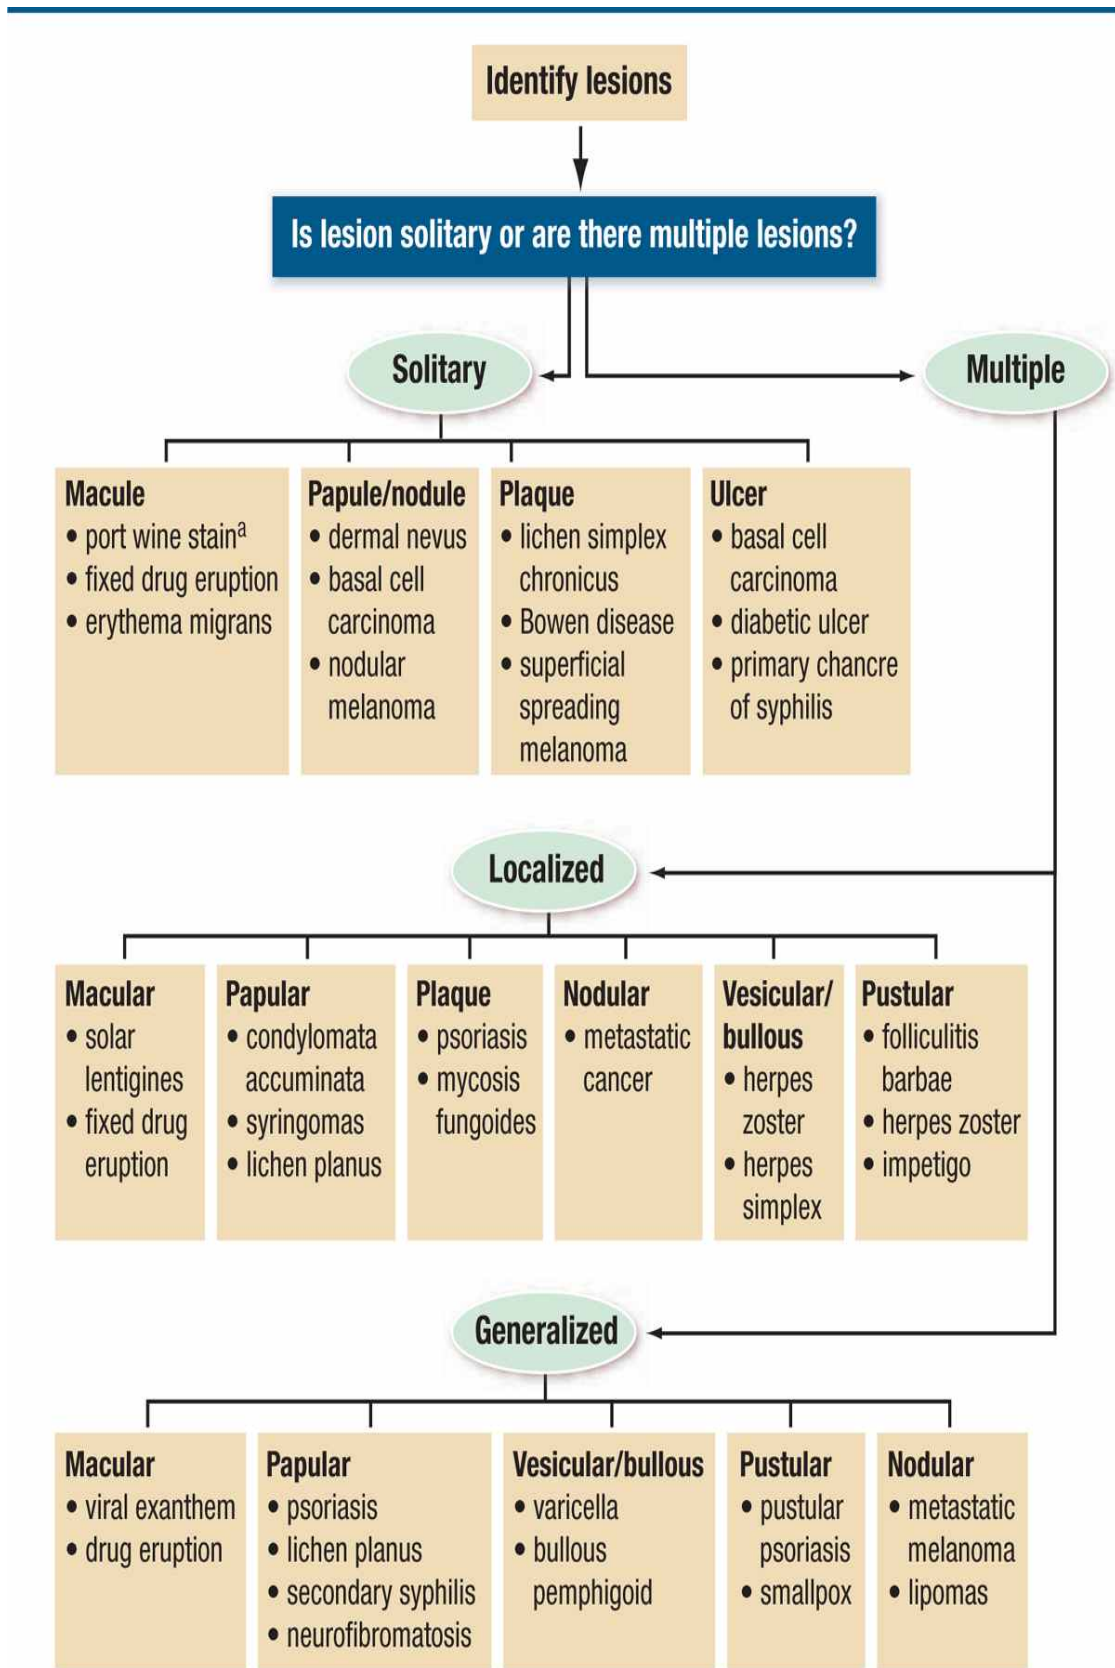 Identify lesions
Is lesion solitary or are there multiple lesions?
Solitary
Multiple
Macule
• port wine stainᵃ
• fixed drug eruption
• erythema migrans
Papule/nodule
• dermal nevus
• basal cell
carcinoma
• nodular
melanoma
Plaque
• lichen simplex
chronicus
• Bowen disease
• superficial
spreading
melanoma
Ulcer
• basal cell
carcinoma
• diabetic ulcer
• primary chancre
of syphilis
Localized
Macular
• solar
lentigines
• fixed drug
eruption
Papular
• condylomata
accuminata
• syringomas
• lichen planus
Plaque
• psoriasis
• mycosis
fungoides
Nodular
• metastatic
cancer
Vesicular/
bullous
• herpes
zoster
• herpes
simplex
Pustular
• folliculitis
barbae
• herpes zoster
• impetigo
Generalized
Macular
• viral exanthem
• drug eruption
Papular
• psoriasis
• lichen planus
• secondary syphilis
• neurofibromatosis
Vesicular/bullous
• varicella
• bullous
pemphigoid
Pustular
• pustular
psoriasis
• smallpox
Nodular
• metastatic
melanoma
• lipomas